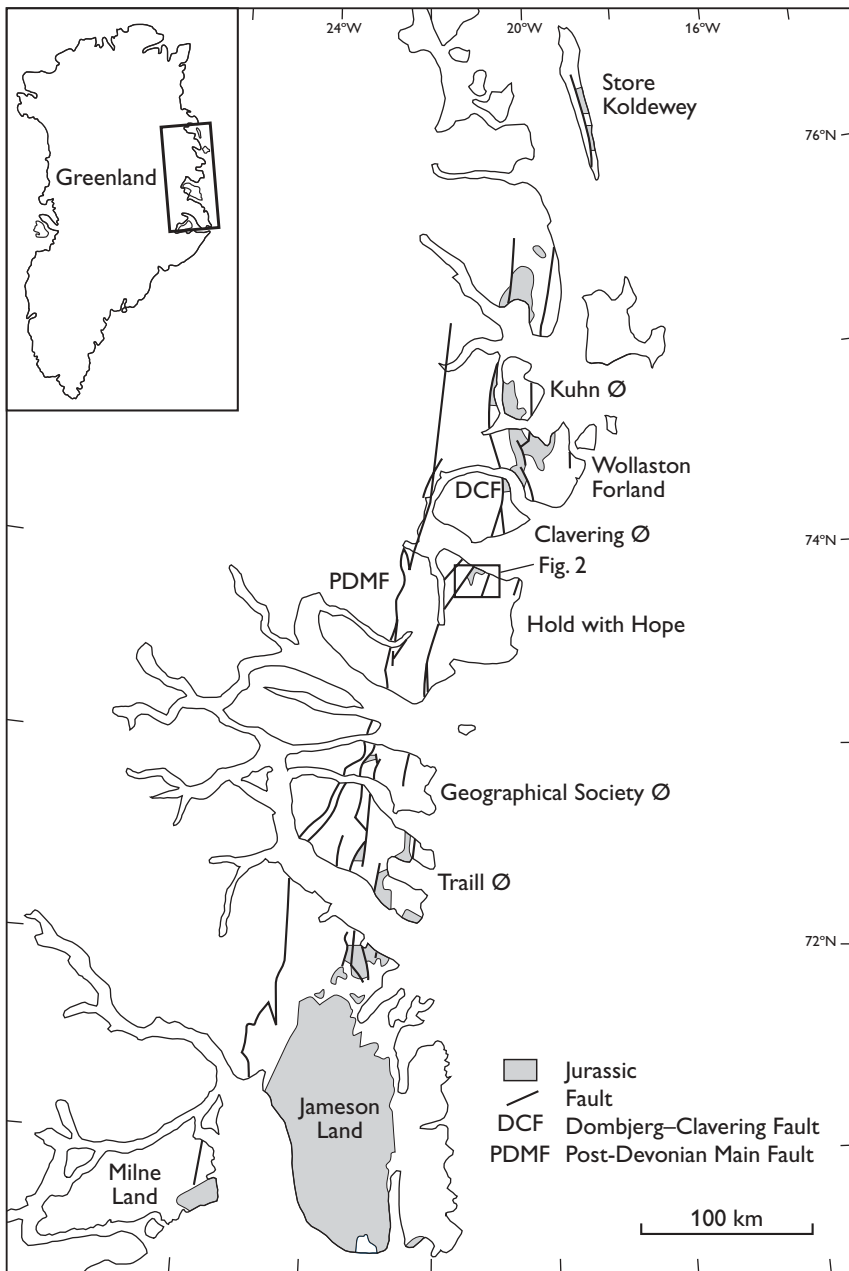 24°W
20°W
16°W
Store
Koldewey
76°N
Greenland
Kuhn Ø
Wollaston
Forland
DCF
Clavering Ø
74°N
Fig. 2
PDMF
Hold with Hope
Geographical Society Ø
Traill Ø
72°N
Jurassic
Fault
DCF Dombjerg–Clavering Fault
PDMF Post-Devonian Main Fault
Jameson
Land
Milne
Land
100 km